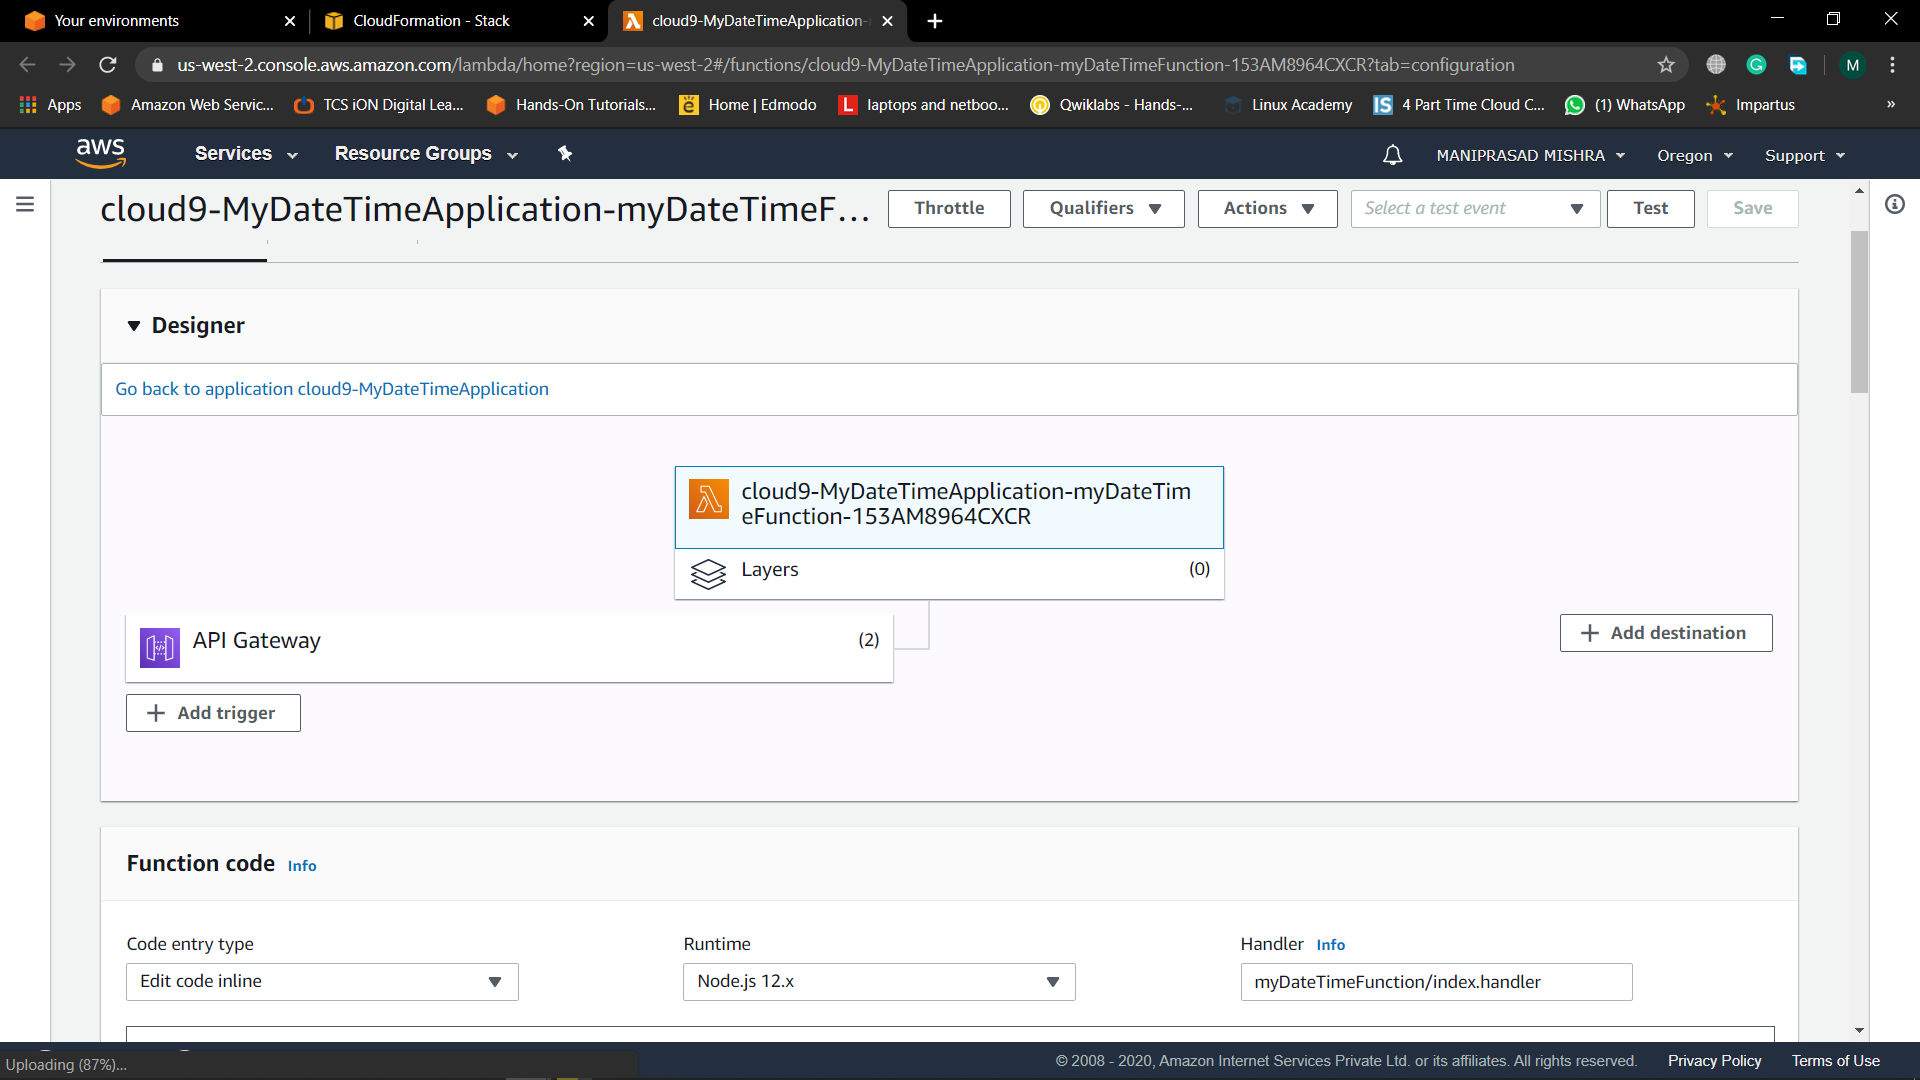 Your environments
CloudFormation - Stack
cloud9-MyDateTimeApplication-
us-west-2.console.aws.amazon.com/lambda/home?region=us-west-2#/functions/cloud9-MyDateTimeApplication-myDateTimeFunction-153AM8964CXCR?tab=configuration
M
Apps
Amazon Web Servic...
TCS iON Digital Lea...
Hands-On Tutorials...
Home | Edmodo
laptops and netboo...
Qwiklabs - Hands-...
Linux Academy
4 Part Time Cloud C...
(1) WhatsApp
Impartus
»
aws
Services
Resource Groups
MANIPRASAD MISHRA
Oregon
Support
cloud9-MyDateTimeApplication-myDateTimeF...
Throttle
Qualifiers
Actions
Select a test event
Test
Save
Designer
Go back to application cloud9-MyDateTimeApplication
cloud9-MyDateTimeApplication-myDateTim
eFunction-153AM8964CXCR
Layers
(0)
API Gateway
(2)
+ Add destination
+ Add trigger
Function code Info
Code entry type
Runtime
Handler Info
Edit code inline
Node.js 12.x
myDateTimeFunction/index.handler
Uploading (87%)...
© 2008 - 2020, Amazon Internet Services Private Ltd. or its affiliates. All rights reserved.
Privacy Policy
Terms of Use